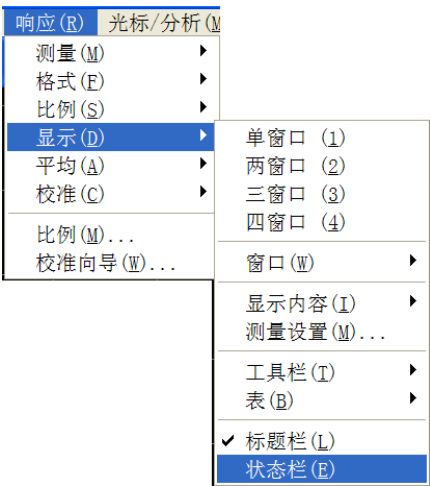 响应(R) 光标/分析(M
测量(M)
格式(F)
比例(S)
显示(D)
平均(A)
校准(C)
比例(M)...
校准向导(W)...
单窗口 (1)
两窗口 (2)
三窗口 (3)
四窗口 (4)
窗口(W)
显示内容(I)
测量设置(M)...
工具栏(T)
表(B)
标题栏(L)
状态栏(E)